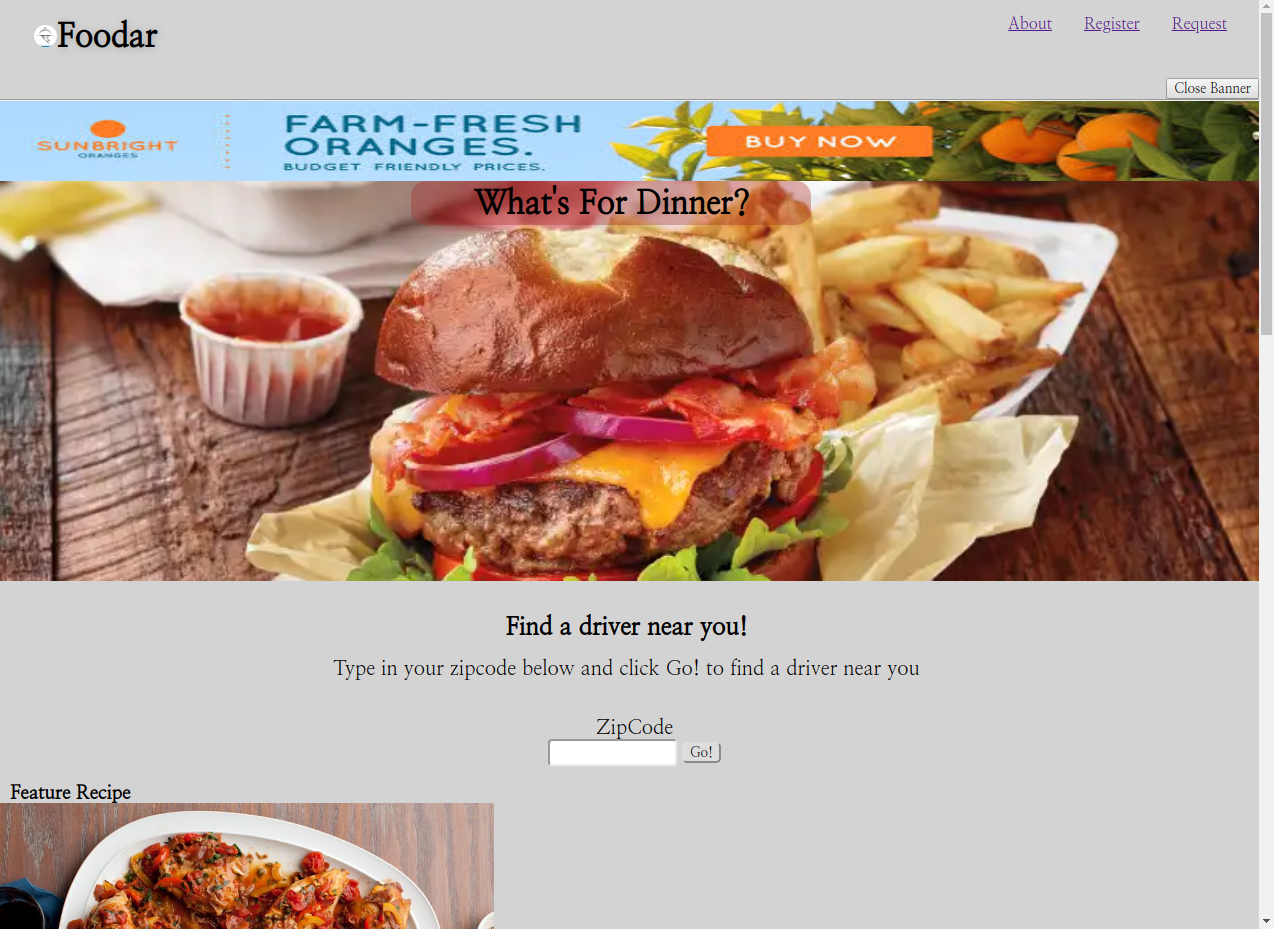 Foodar
About Register Request
Close Banner
SUNBRIGHT
ORANGES
FARM-FRESH
ORANGES.
BUDGET FRIENDLY PRICES.
BUY NOW
What's For Dinner?
Find a driver near you!
Type in your zipcode below and click Go! to find a driver near you
ZipCode
Go!
Feature Recipe